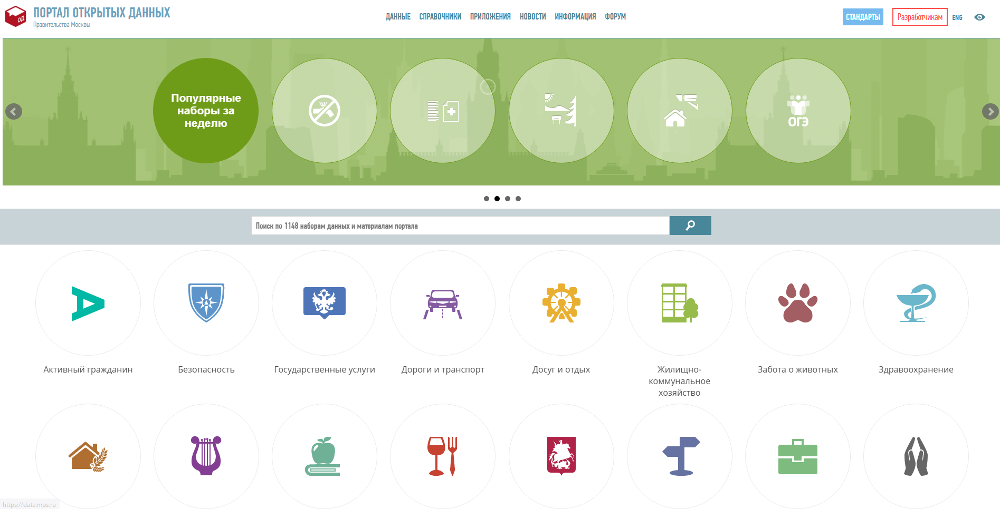 ПОРТАЛ ОТКРЫТЫХ ДАННЫХ
Правительства Москвы
ОД
ДАННЫЕ СПРАВОЧНИКИ ПРИЛОЖЕНИЯ НОВОСТИ ИНФОРМАЦИЯ ФОРУМ
СТАНДАРТЫ Разработчикам ENG
Популярные
наборы за
неделю
ОГЭ
Поиск по 1148 наборам данных и материалам портала
Активный гражданин
Безопасность
Государственные услуги
Дороги и транспорт
Досуг и отдых
Жилищно-
коммунальное
хозяйство
Забота о животных
Здравоохранение
https://data.mos.ru